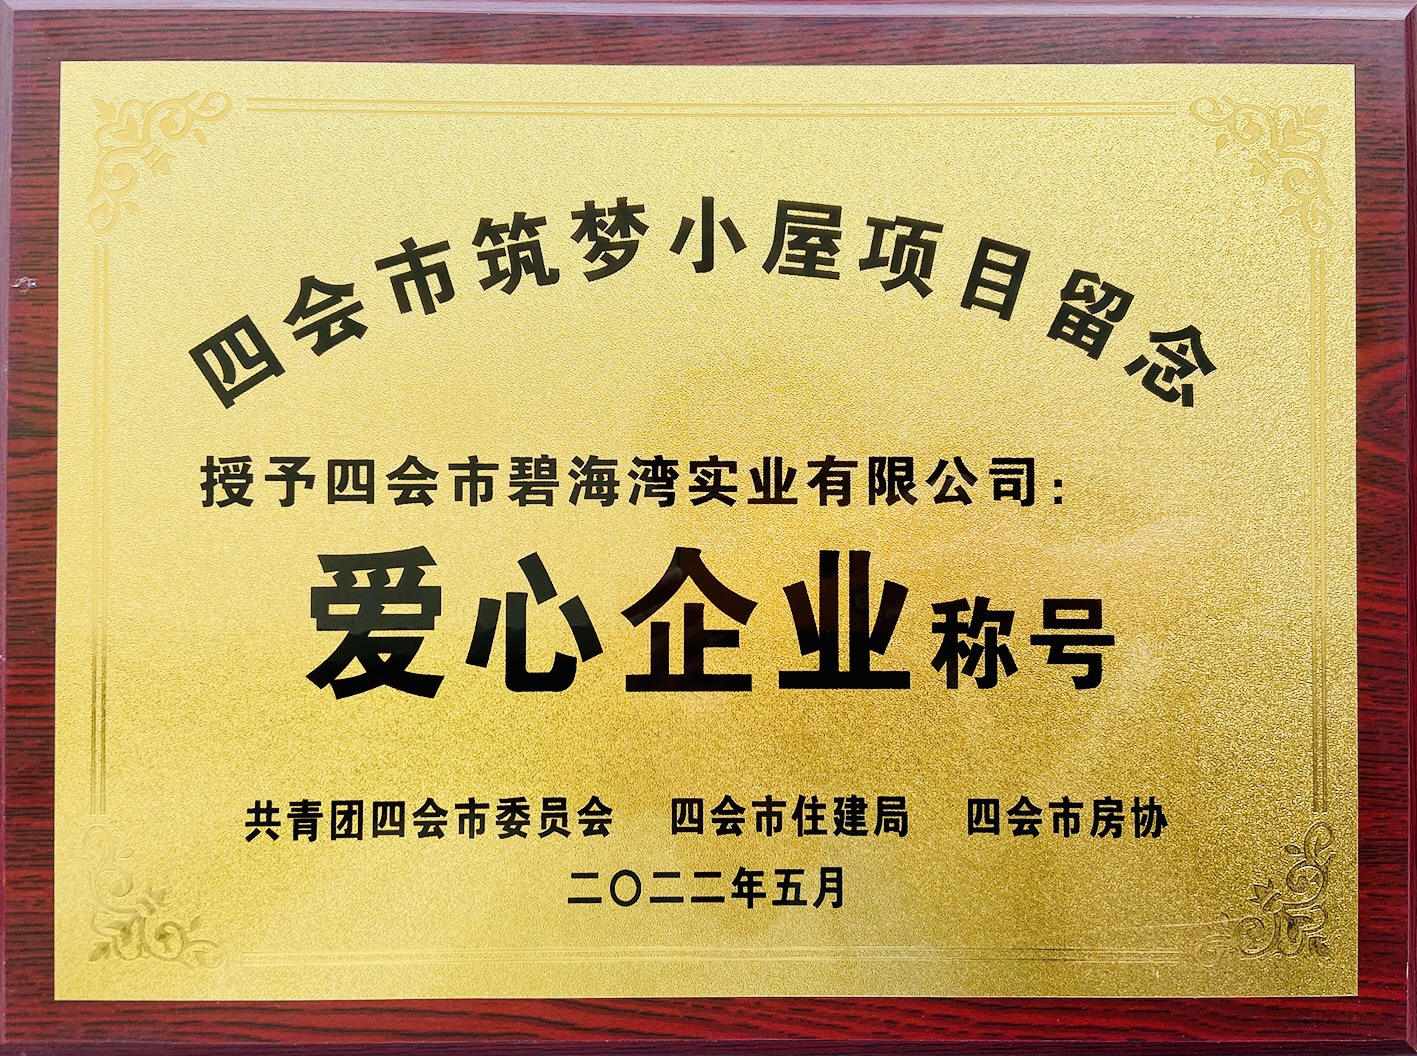 四会市筑梦小屋项目留念
授予四会市碧海湾实业有限公司：
爱心企业称号
共青团四会市委员会 四会市住建局 四会市房协
二〇二二年五月